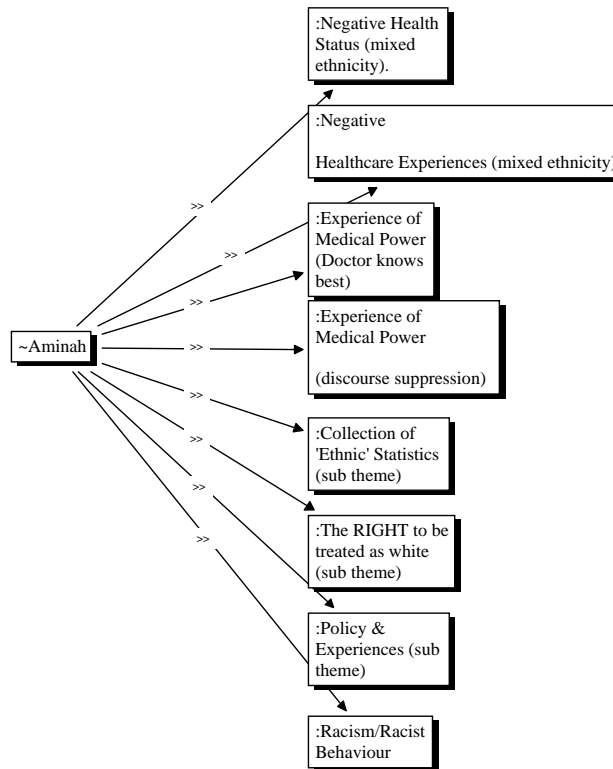 :Negative Health
Status (mixed
ethnicity).
:Negative
Healthcare Experiences (mixed ethnicity)
>>
:Experience of
Medical Power
(Doctor knows
best)
>>
>>
:Experience of
Medical Power
(discourse suppression)
~Aminah
>>
>>
:Collection of
'Ethnic' Statistics
(sub theme)
>>
>>
:The RIGHT to be
treated as white
(sub theme)
>>
:Policy &
Experiences (sub
theme)
:Racism/Racist
Behaviour